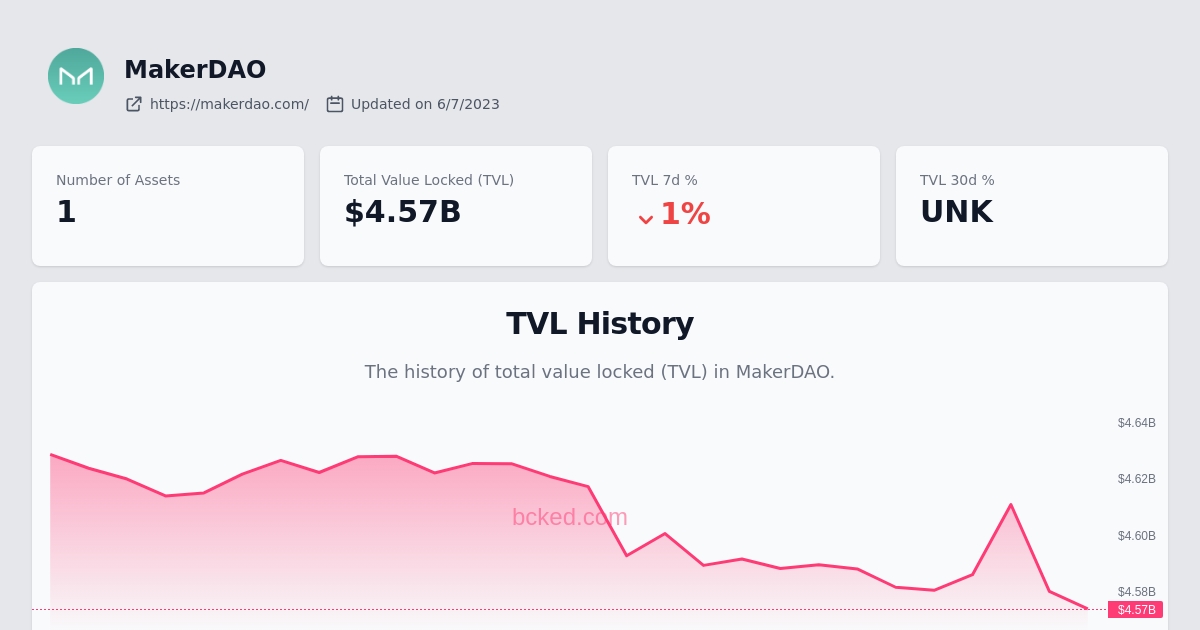 MakerDAO
https://makerdao.com/ Updated on 6/7/2023
Number of Assets
1
Total Value Locked (TVL)
$4.57B
TVL 7d %
1%
TVL 30d %
UNK
TVL History
The history of total value locked (TVL) in MakerDAO.
$4.64B
$4.62B
bcked.com
$4.60B
$4.58B
$4.57B